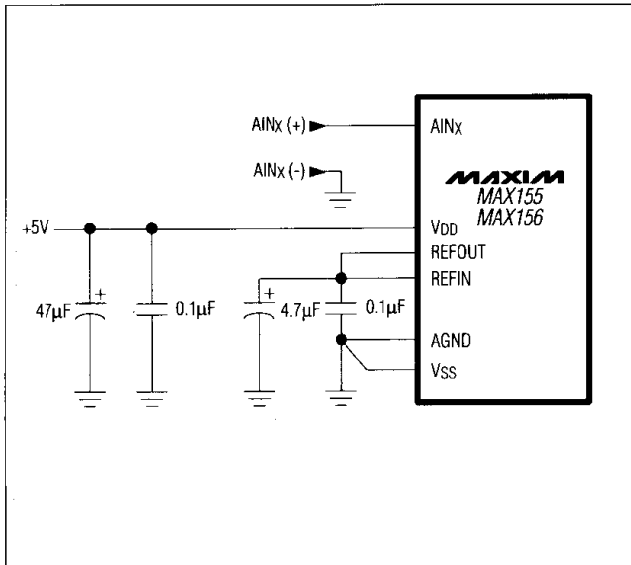 AINx (+)
AINx
AINx (-)
MAXIM
MAX155
MAX156
+5V
VDD
REFOUT
REFIN
47µF
+
0.1µF
+
4.7µF
0.1µF
AGND
VSS